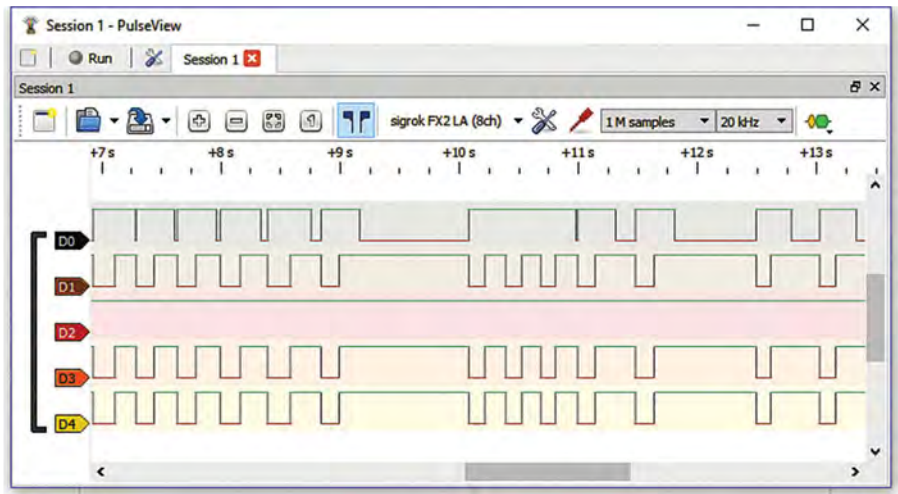 Session 1 - PulseView
Run Session 1
Session 1
sigrok FX2 LA (8ch) 1 M samples 20 kHz
+7 s +8 s +9 s +10 s +11 s +12 s +13 s
D0
D1
D2
D3
D4